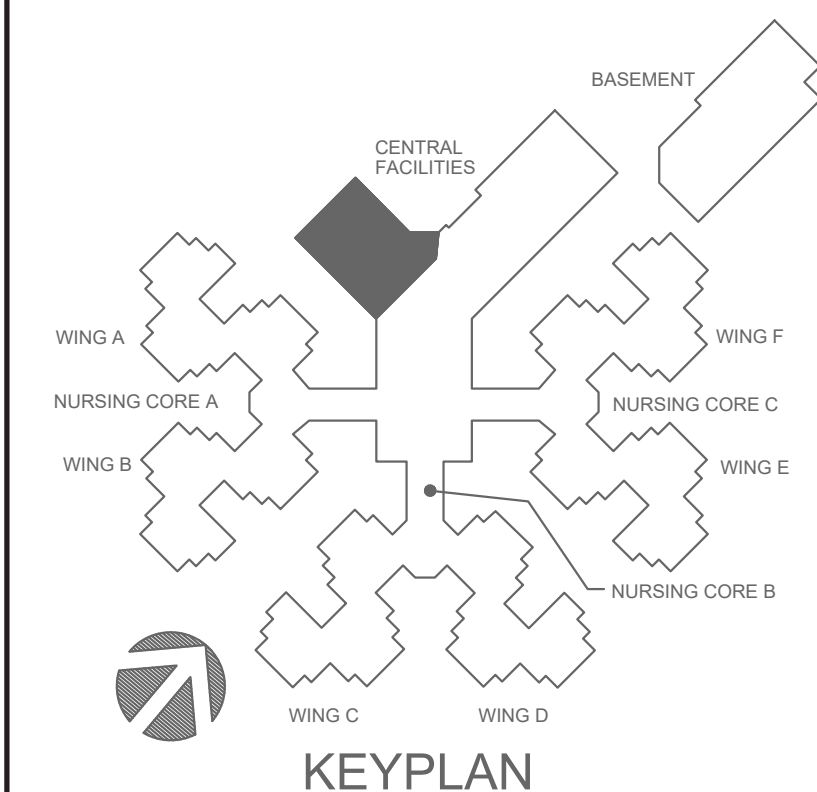 BASEMENT
CENTRAL
FACILITIES
WING A
WING F
NURSING CORE A
NURSING CORE C
WING B
WING E
NURSING CORE B
WING C
WING D
KEYPLAN